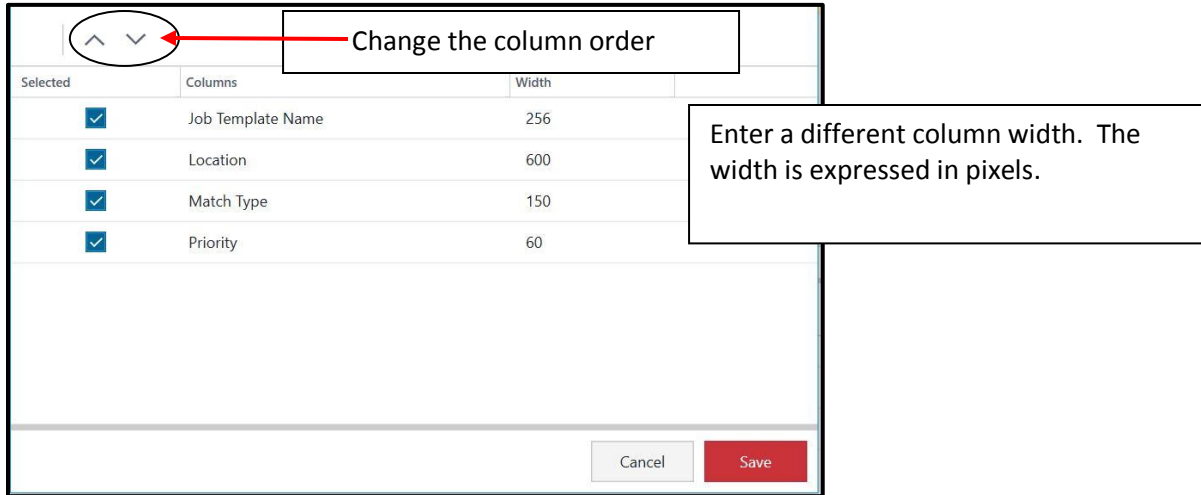 Change the column order
Selected Columns Width
Job Template Name 256
Location 600
Match Type 150
Priority 60
Enter a different column width.  The
width is expressed in pixels.
Cancel Save